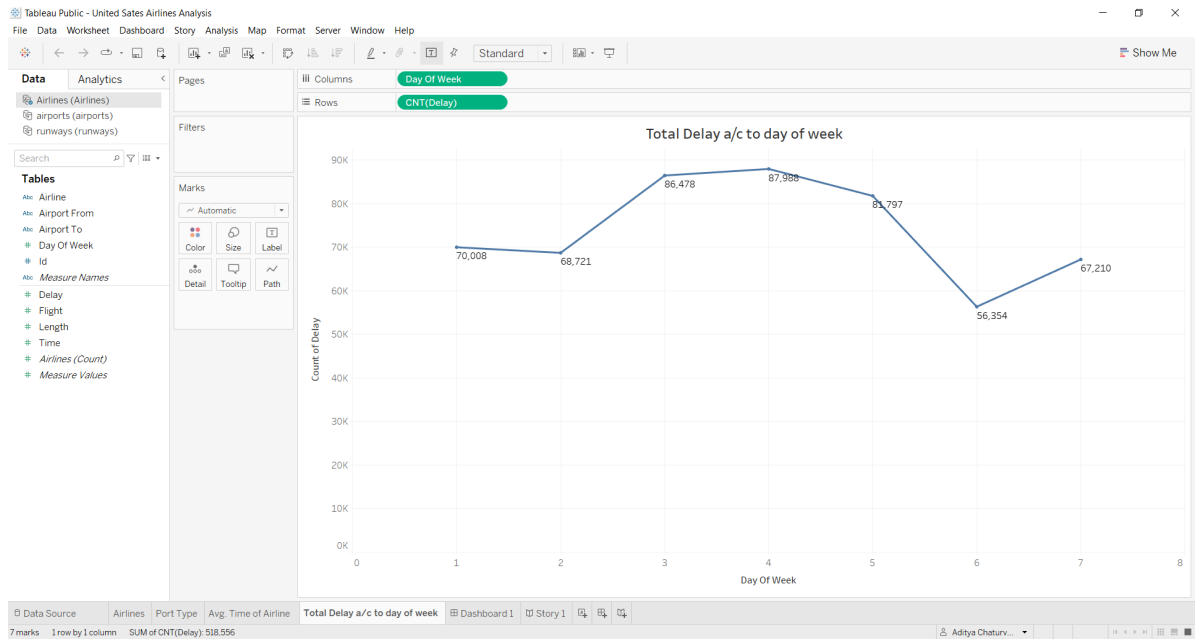 Tableau Public - United Sates Airlines Analysis
File Data Worksheet Dashboard Story Analysis Map Format Server Window Help
Standard
Show Me
Data Analytics
Airlines (Airlines)
airports (airports)
runways (runways)
Search
Tables
Abc Airline
Abc Airport From
Abc Airport To
# Day Of Week
# Id
Abc Measure Names
# Delay
# Flight
# Length
# Time
# Airlines (Count)
# Measure Values
Pages
Filters
Marks
Automatic
Color Size Label
Detail Tooltip Path
Columns Day Of Week
Rows CNT(Delay)
Total Delay a/c to day of week
Count of Delay
90K
80K
70K
60K
50K
40K
30K
20K
10K
0K
70,008
68,721
86,478
87,988
81,797
56,354
67,210
0 1 2 3 4 5 6 7 8
Day Of Week
Data Source Airlines Port Type Avg. Time of Airline Total Delay a/c to day of week Dashboard 1 Story 1
7 marks 1 row by 1 column SUM of CNT(Delay): 518,556
Aditya Chaturv...